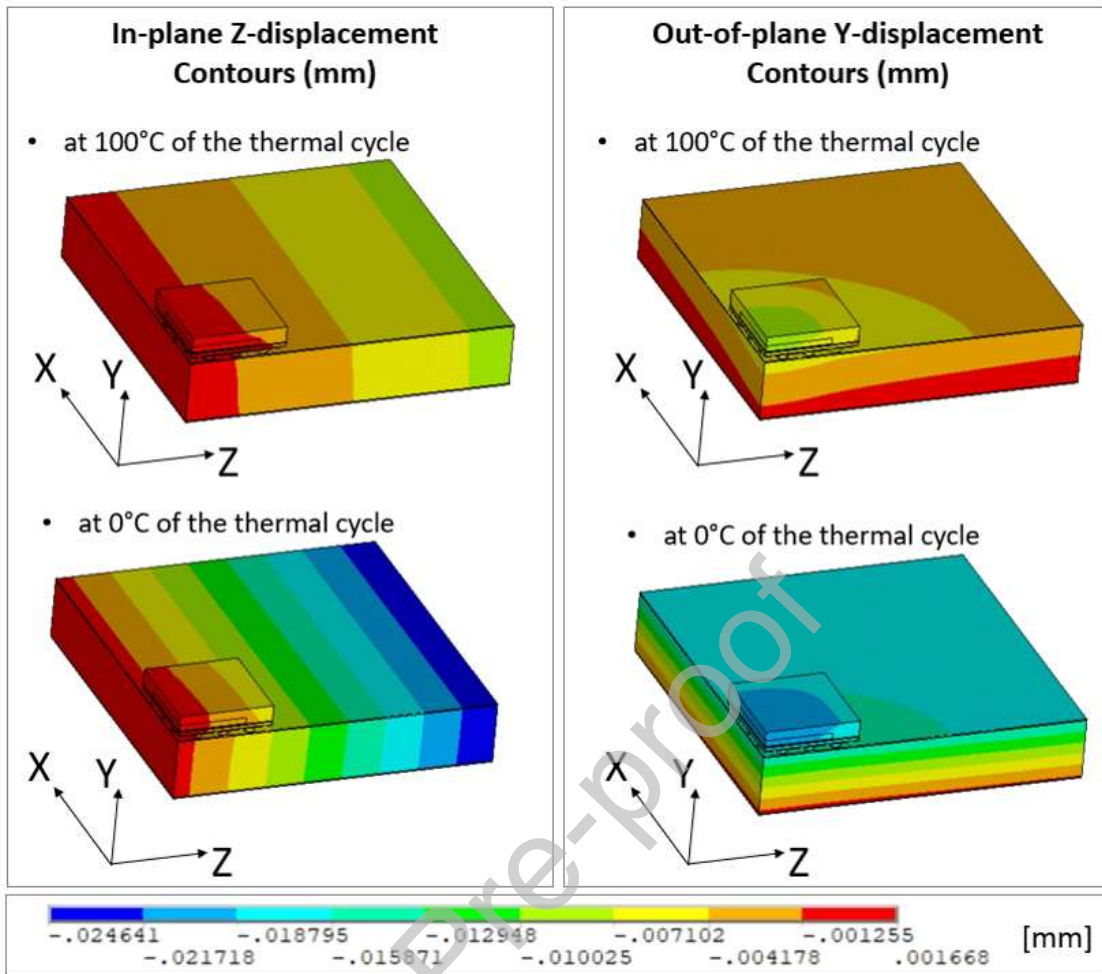 In-plane Z-displacement
Contours (mm)
• at 100°C of the thermal cycle
X Y Z
• at 0°C of the thermal cycle
X Y Z
Out-of-plane Y-displacement
Contours (mm)
• at 100°C of the thermal cycle
X Y Z
• at 0°C of the thermal cycle
X Y Z
Pre-proof
-.024641 -.018795 -.012948 -.007102 -.001255
-.021718 -.015871 -.010025 -.004178 .001668
[mm]